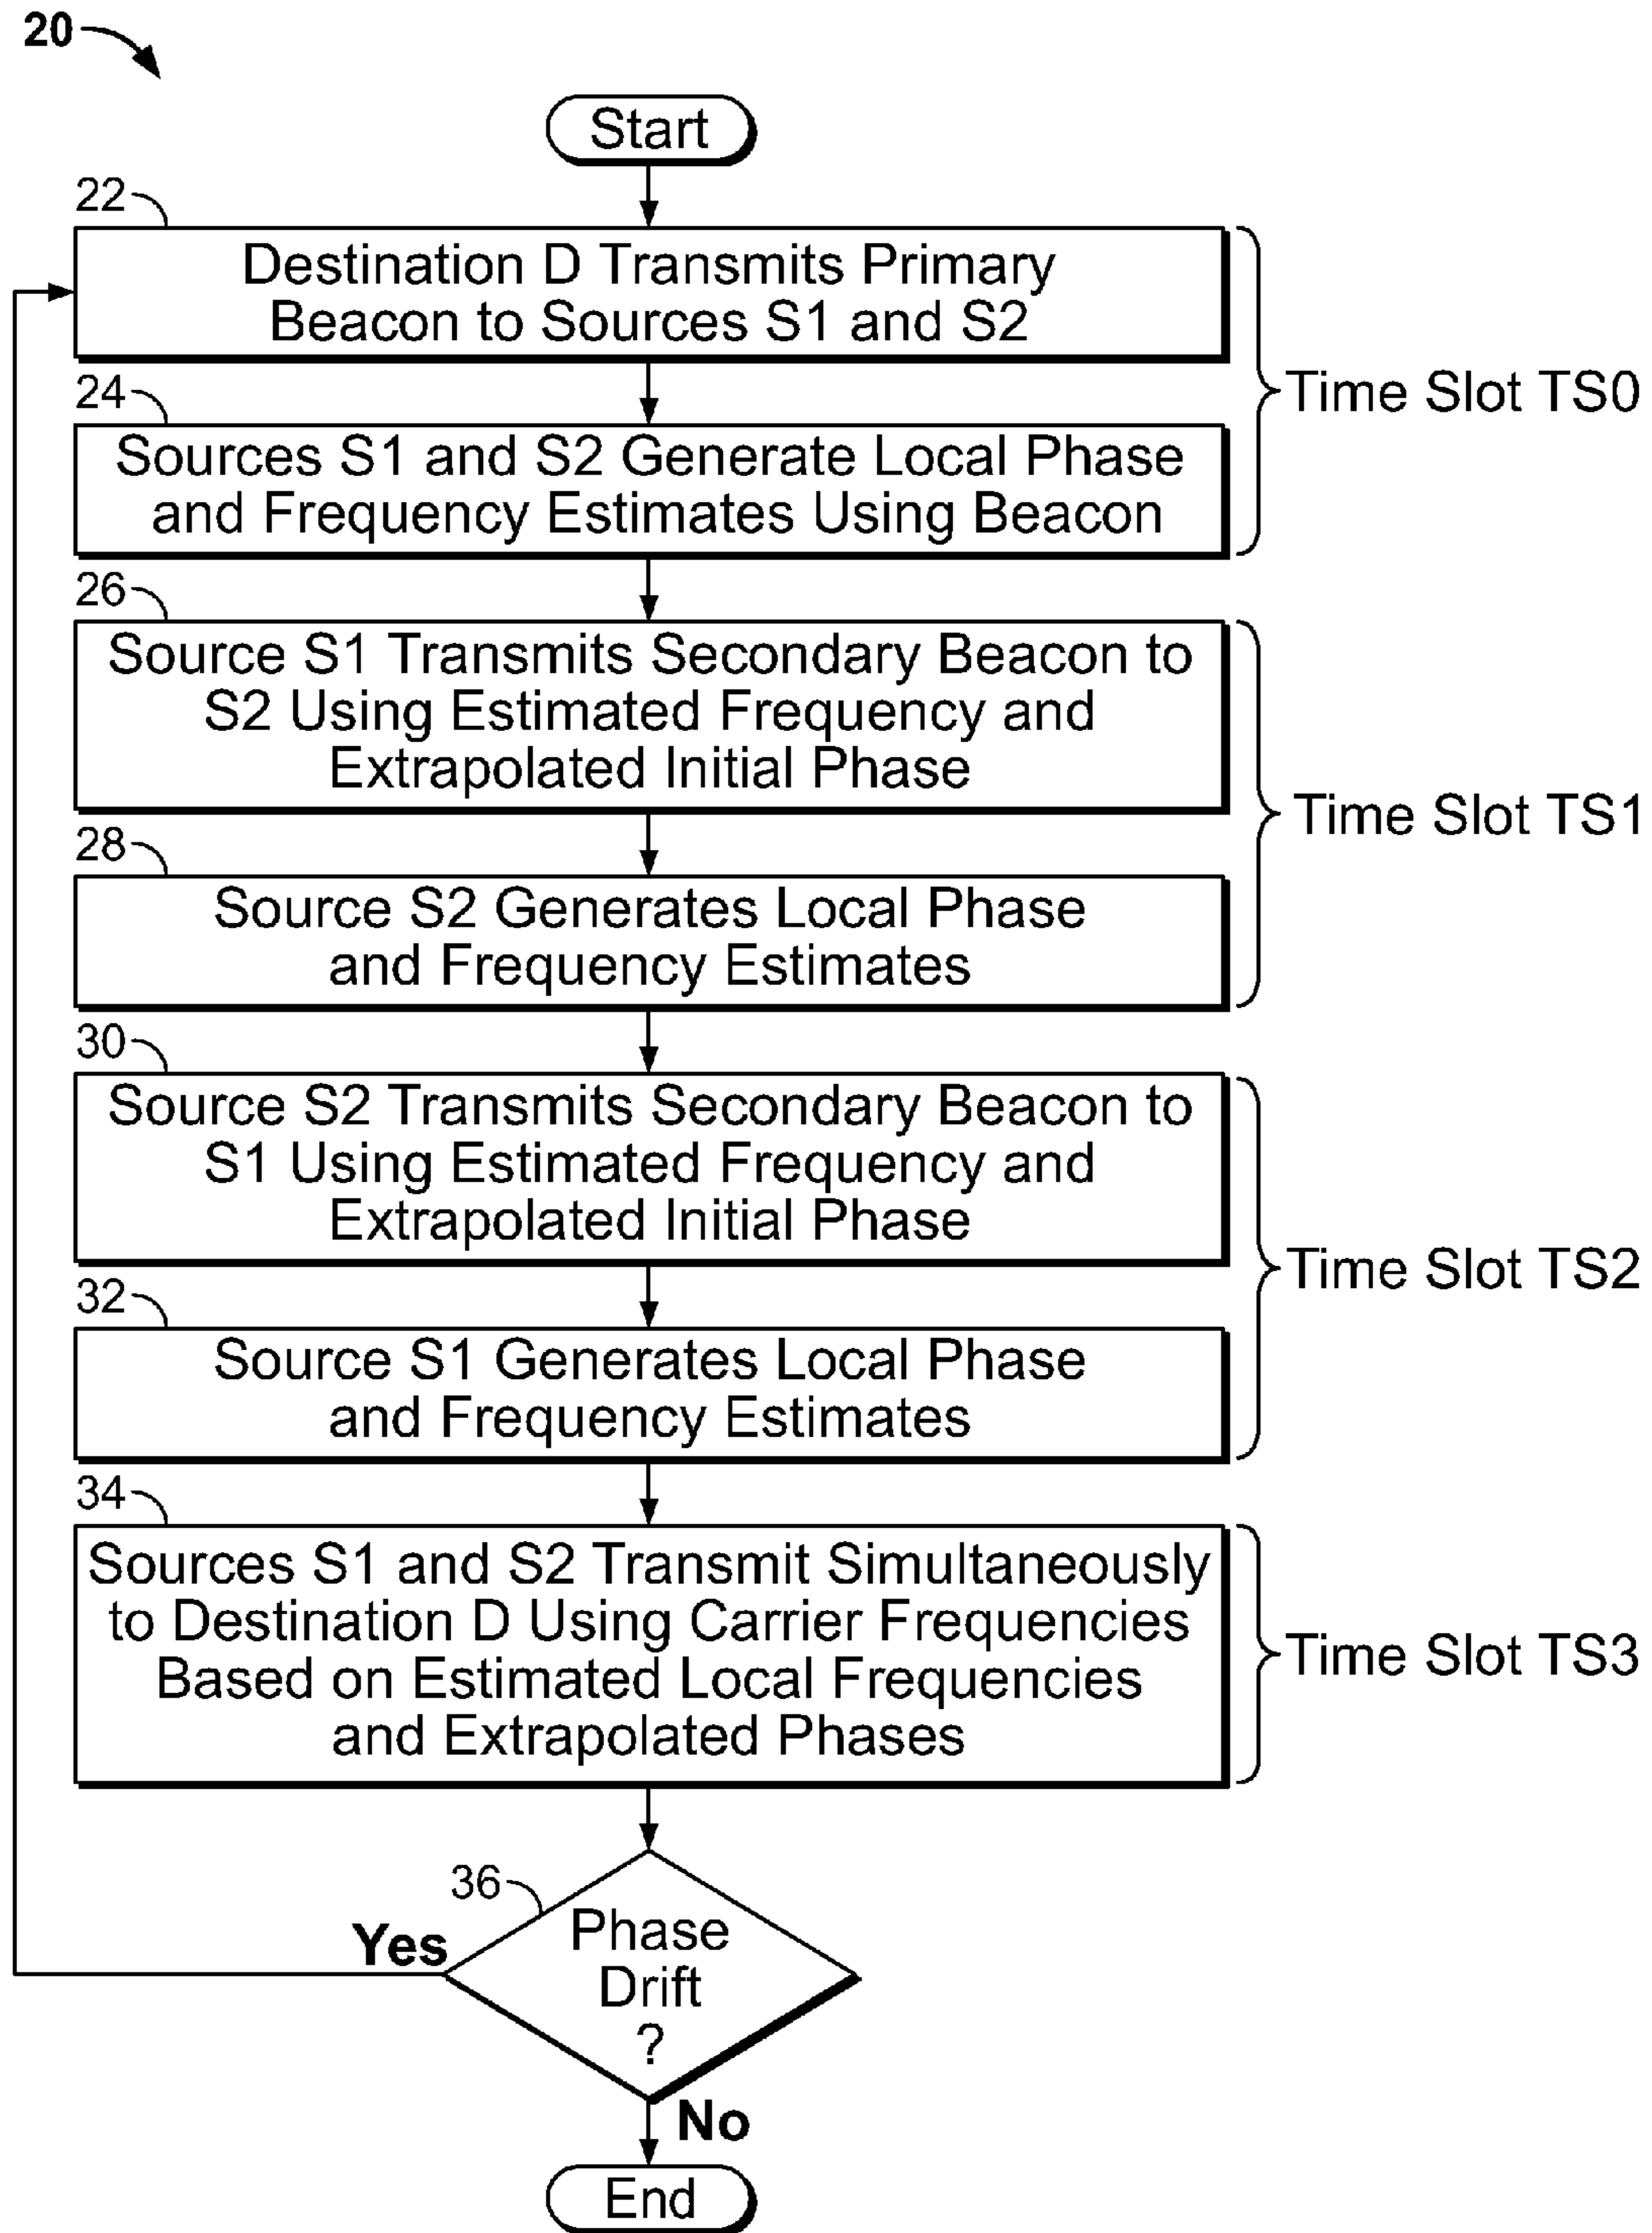 20
Start
22
Destination D Transmits Primary
Beacon to Sources S1 and S2
24
Sources S1 and S2 Generate Local Phase
and Frequency Estimates Using Beacon
Time Slot TS0
26
Source S1 Transmits Secondary Beacon to
S2 Using Estimated Frequency and
Extrapolated Initial Phase
28
Source S2 Generates Local Phase
and Frequency Estimates
Time Slot TS1
30
Source S2 Transmits Secondary Beacon to
S1 Using Estimated Frequency and
Extrapolated Initial Phase
32
Source S1 Generates Local Phase
and Frequency Estimates
Time Slot TS2
34
Sources S1 and S2 Transmit Simultaneously
to Destination D Using Carrier Frequencies
Based on Estimated Local Frequencies
and Extrapolated Phases
Time Slot TS3
36
Phase
Drift
?
Yes
No
End